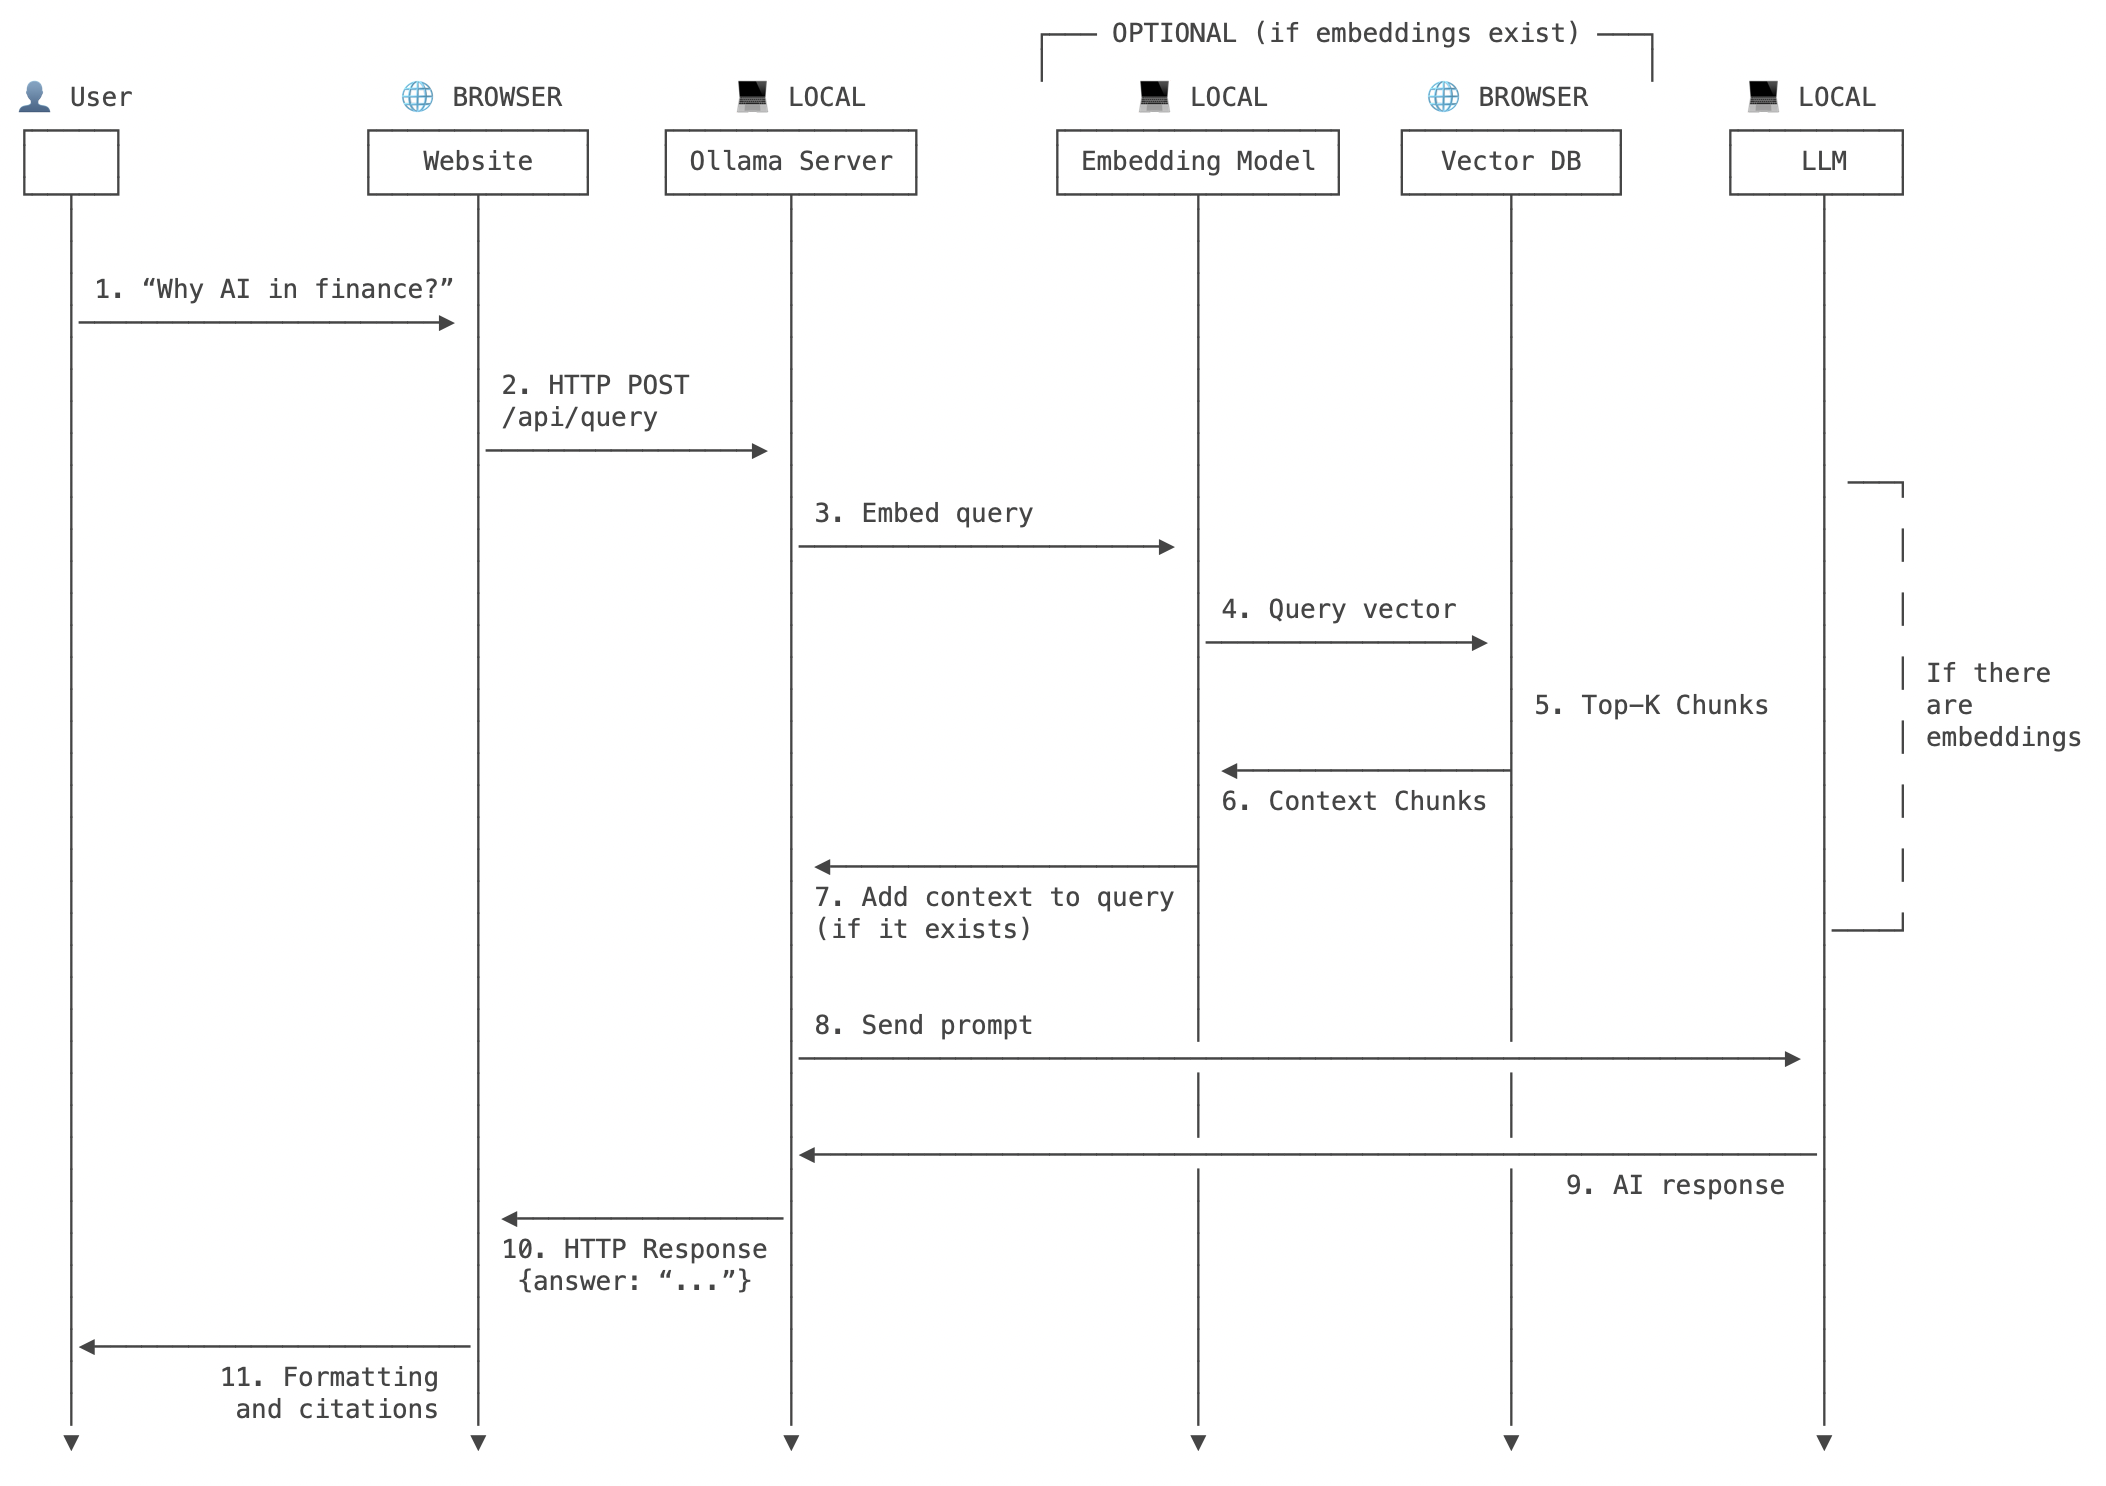 OPTIONAL (if embeddings exist)
User
BROWSER
LOCAL
LOCAL
BROWSER
LOCAL
Website
Ollama Server
Embedding Model
Vector DB
LLM
1. “Why AI in finance?”
2. HTTP POST
/api/query
3. Embed query
4. Query vector
If there
are
embeddings
5. Top–K Chunks
6. Context Chunks
7. Add context to query
(if it exists)
8. Send prompt
9. AI response
10. HTTP Response
{answer: “...”}
11. Formatting
and citations